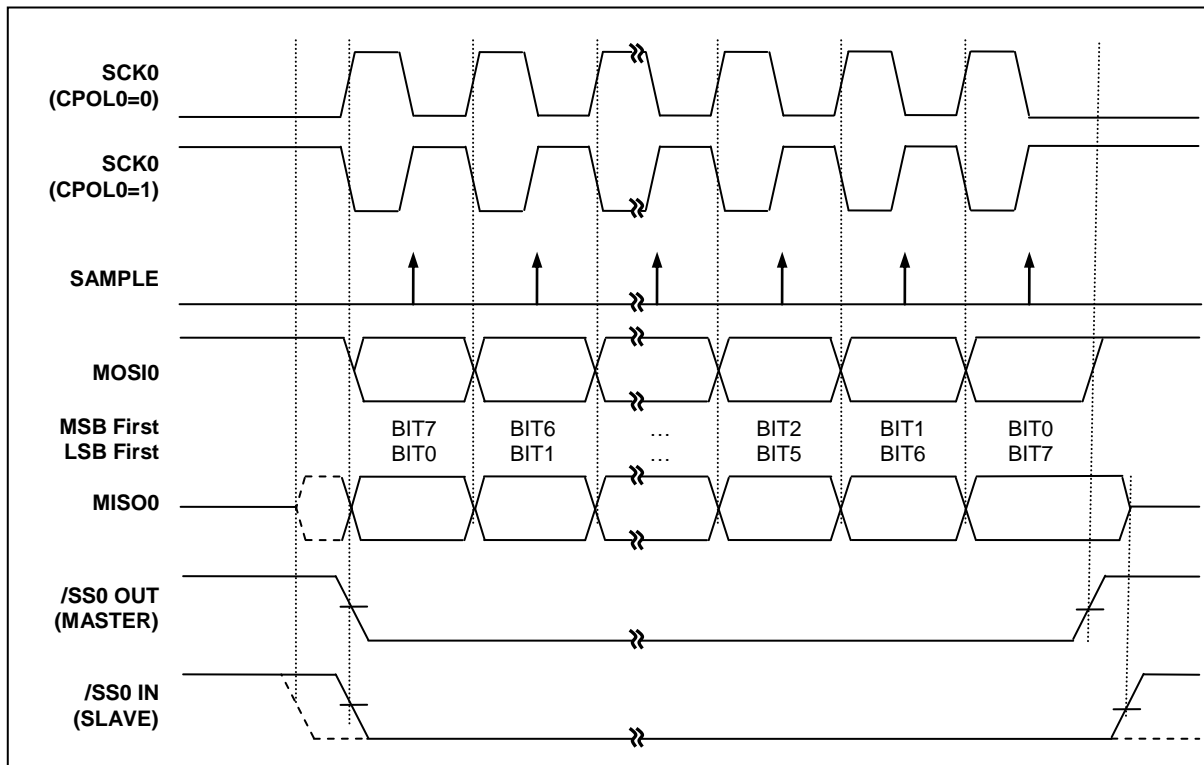 SCK0
(CPOL0=0)
SCK0
(CPOL0=1)
SAMPLE
MOSI0
MSB First BIT7 BIT6 ... BIT2 BIT1 BIT0
LSB First BIT0 BIT1 ... BIT5 BIT6 BIT7
MISO0
/SS0 OUT
(MASTER)
/SS0 IN
(SLAVE)